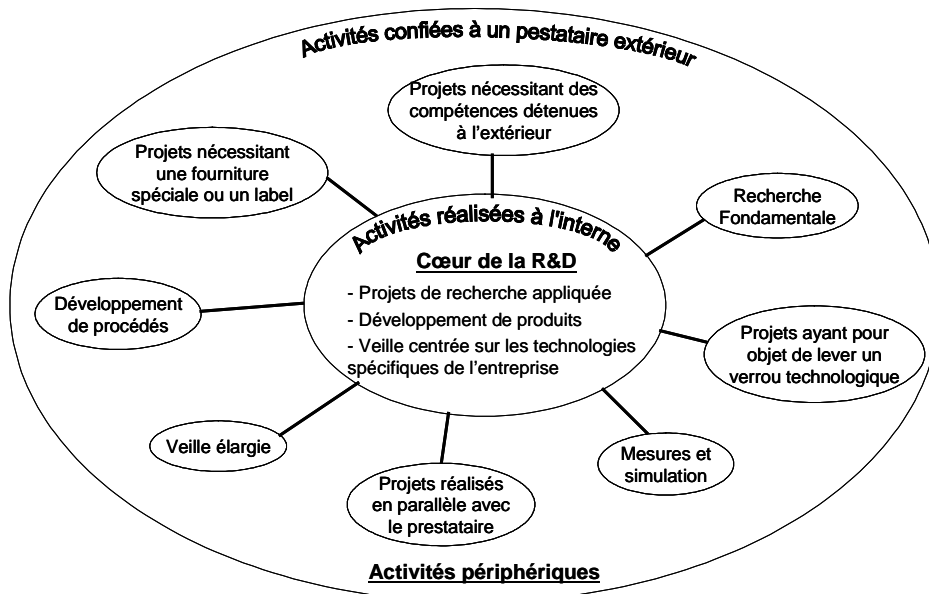 Activités confiées à un pestataire extérieur
Projets nécessitant des
compétences détenues
à l'extérieur
Projets nécessitant
une fourniture
spéciale ou un label
Recherche
Fondamentale
Activités réalisées à l'interne
Cœur de la R&D
- Projets de recherche appliquée
- Développement de produits
- Veille centrée sur les technologies
spécifiques de l'entreprise
Développement
de procédés
Projets ayant pour
objet de lever un
verrou technologique
Veille élargie
Mesures et
simulation
Projets réalisés
en parallèle avec
le prestataire
Activités périphériques